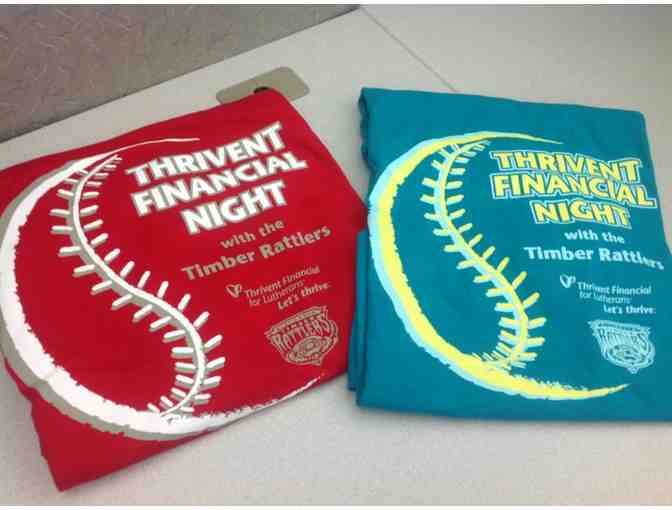 THRIVENT
FINANCIAL
NIGHT
with the
Timber Rattlers
Thrivent Financial
for Lutherans
Let's thrive.
RATTLERS
THRIVENT
FINANCIAL
NIGHT
with the
Timber Rattlers
Thrivent Financial
for Lutherans
Let's thrive.